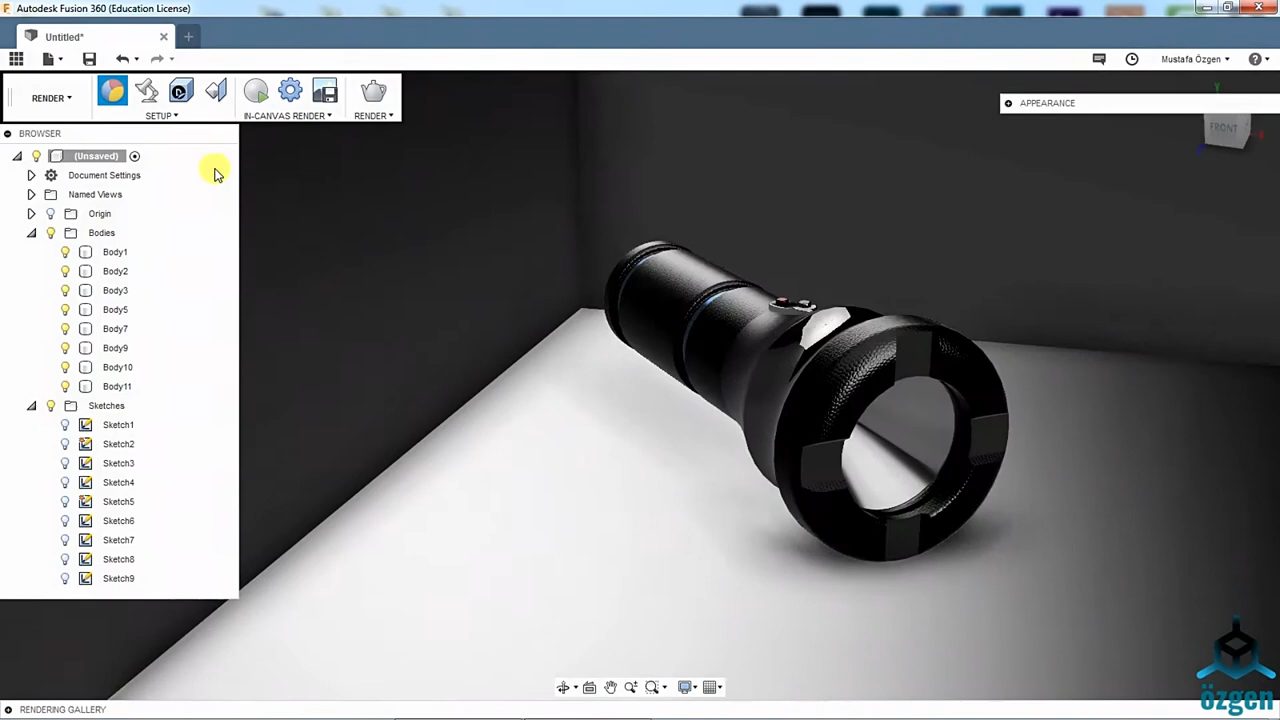 Autodesk Fusion 360 (Education License)
Untitled*
Mustafa Özgen
RENDER
SETUP
IN-CANVAS RENDER
RENDER
APPEARANCE
FRONT
BROWSER
(Unsaved)
Document Settings
Named Views
Origin
Bodies
Body1
Body2
Body3
Body5
Body7
Body9
Body10
Body11
Sketches
Sketch1
Sketch2
Sketch3
Sketch4
Sketch5
Sketch6
Sketch7
Sketch8
Sketch9
özgen
RENDERING GALLERY